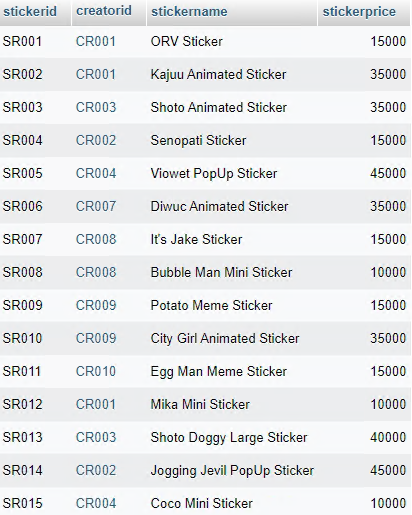 stickerid creatorid stickername stickerprice
SR001 CR001 ORV Sticker 15000
SR002 CR001 Kajuu Animated Sticker 35000
SR003 CR003 Shoto Animated Sticker 35000
SR004 CR002 Senopati Sticker 15000
SR005 CR004 Viowet PopUp Sticker 45000
SR006 CR007 Diwuc Animated Sticker 35000
SR007 CR008 It's Jake Sticker 15000
SR008 CR008 Bubble Man Mini Sticker 10000
SR009 CR009 Potato Meme Sticker 15000
SR010 CR009 City Girl Animated Sticker 35000
SR011 CR010 Egg Man Meme Sticker 15000
SR012 CR001 Mika Mini Sticker 10000
SR013 CR003 Shoto Doggy Large Sticker 40000
SR014 CR002 Jogging Jevil PopUp Sticker 45000
SR015 CR004 Coco Mini Sticker 10000